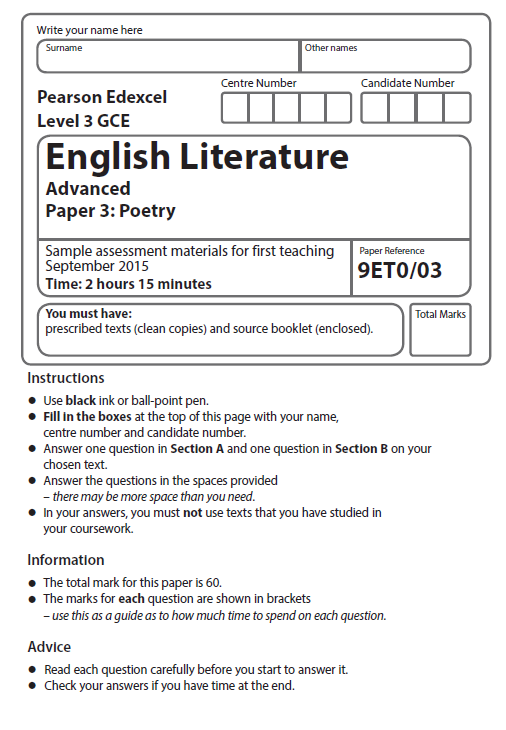 Write your name here
Surname
Other names
Centre Number
Candidate Number
Pearson Edexcel
Level 3 GCE
English Literature
Advanced
Paper 3: Poetry
Sample assessment materials for first teaching
September 2015
Time: 2 hours 15 minutes
Paper Reference
9ET0/03
You must have:
prescribed texts (clean copies) and source booklet (enclosed).
Total Marks
Instructions
● Use black ink or ball-point pen.
● Fill in the boxes at the top of this page with your name,
centre number and candidate number.
● Answer one question in Section A and one question in Section B on your
chosen text.
● Answer the questions in the spaces provided
– there may be more space than you need.
● In your answers, you must not use texts that you have studied in
your coursework.
Information
● The total mark for this paper is 60.
● The marks for each question are shown in brackets
– use this as a guide as to how much time to spend on each question.
Advice
● Read each question carefully before you start to answer it.
● Check your answers if you have time at the end.